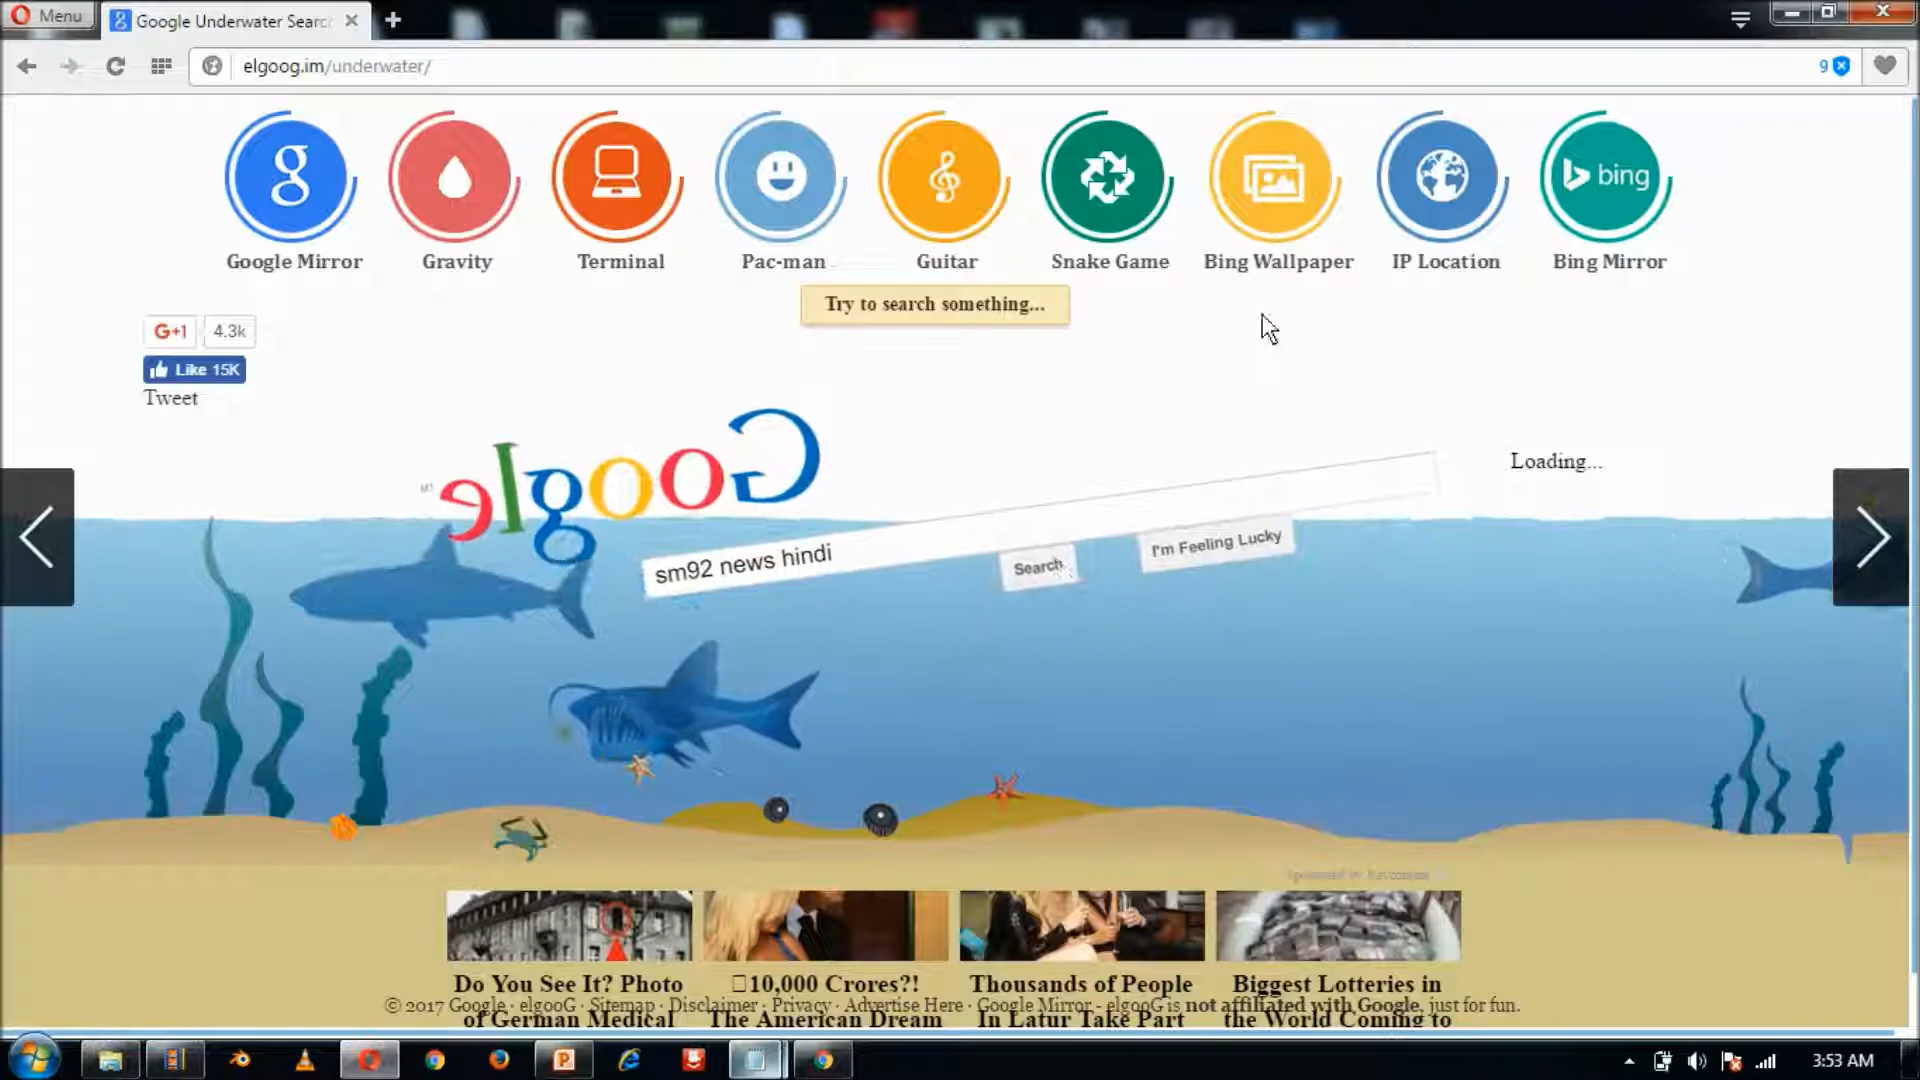 Menu
Google Underwater Searc
elgoog.im/underwater/
9
bing
Google Mirror
Gravity
Terminal
Pac-man
Guitar
Snake Game
Bing Wallpaper
IP Location
Bing Mirror
Try to search something...
G+1
4.3k
Like 15K
Tweet
Google
Loading...
sm92 news hindi
Search
I'm Feeling Lucky
Do You See It? Photo
of German Medical
10,000 Crores?!
The American Dream
Thousands of People
In Latur Take Part
Biggest Lotteries in
the World Coming to
© 2017 Google · elgooG · Sitemap · Disclaimer · Privacy · Advertise Here · Google Mirror - elgooG is not affiliated with Google, just for fun.
3:53 AM